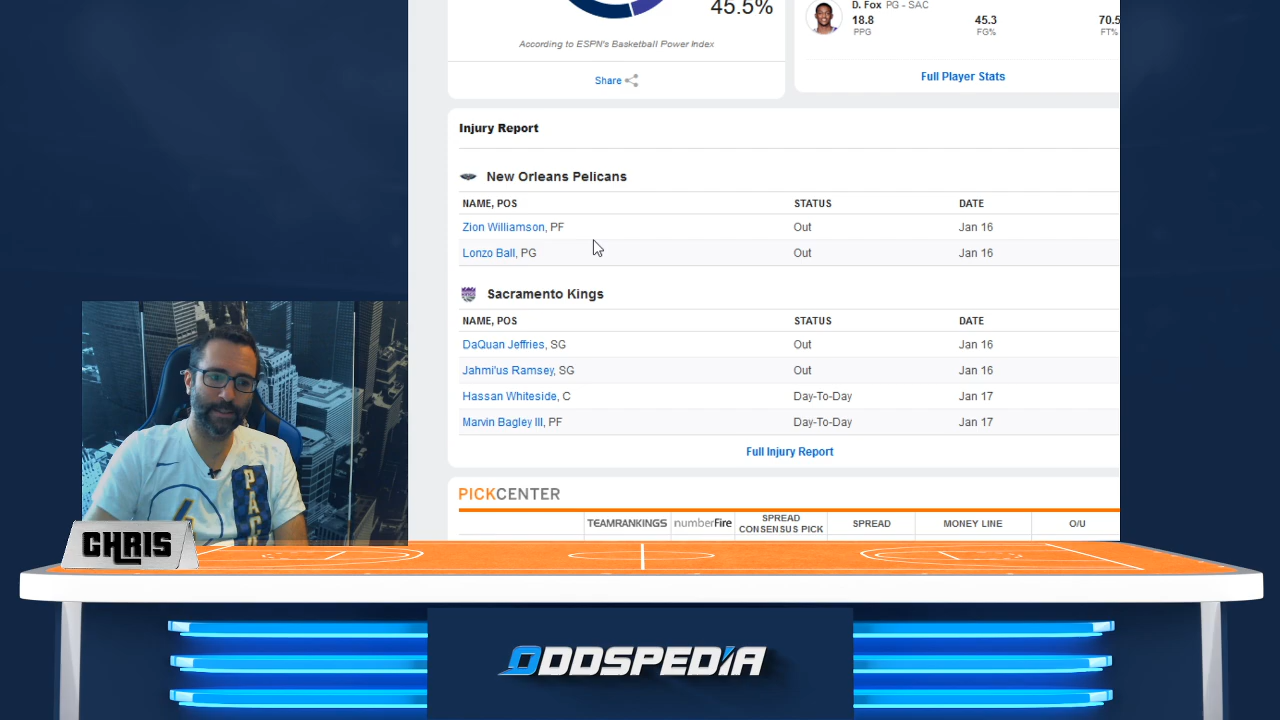 45.5%
According to ESPN's Basketball Power Index
Share
D. Fox PG - SAC
18.8 45.3 70.5
PPG FG% FT%
Full Player Stats
Injury Report
New Orleans Pelicans
NAME, POS STATUS DATE
Zion Williamson, PF Out Jan 16
Lonzo Ball, PG Out Jan 16
KINGS
Sacramento Kings
NAME, POS STATUS DATE
DaQuan Jeffries, SG Out Jan 16
Jahmi'us Ramsey, SG Out Jan 16
Hassan Whiteside, C Day-To-Day Jan 17
Marvin Bagley III, PF Day-To-Day Jan 17
Full Injury Report
PICKCENTER
TEAMRANKINGS numberFire SPREAD CONSENSUS PICK SPREAD MONEY LINE O/U
PAC
CHRIS
ODDSPEDIA